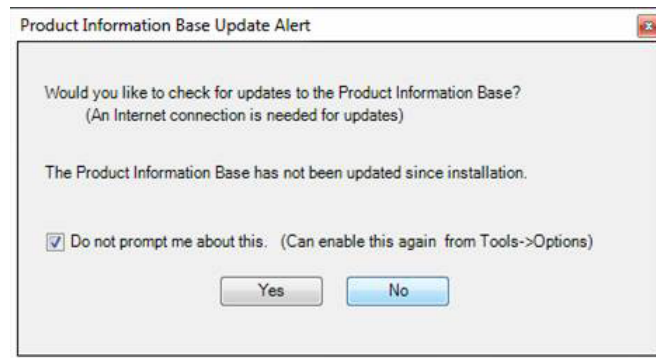 Product Information Base Update Alert
Would you like to check for updates to the Product Information Base?
(An Internet connection is needed for updates)
The Product Information Base has not been updated since installation.
Do not prompt me about this. (Can enable this again from Tools->Options)
Yes No